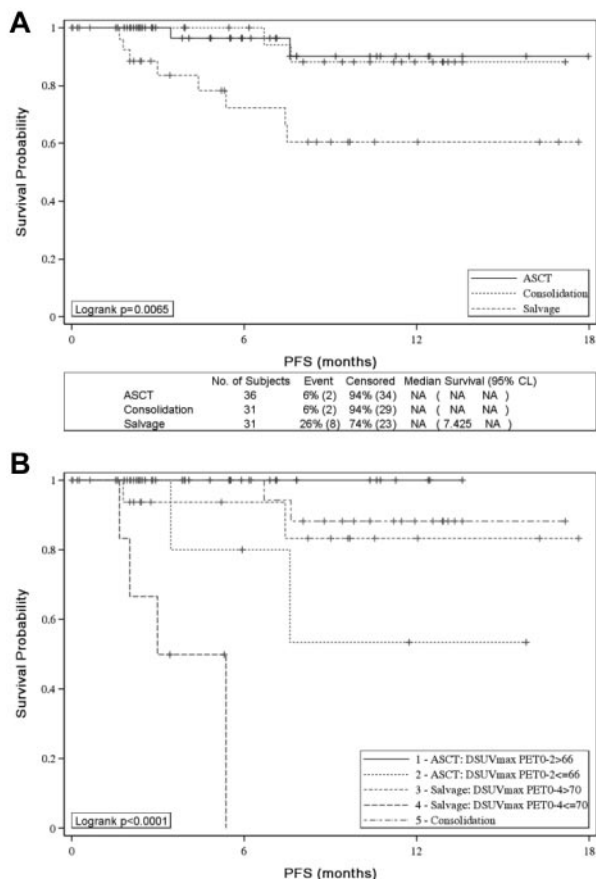 A
1
0.8
0.6
0.4
0.2
0
Survival Probability
Logrank p=0.0065
ASCT
Consolidation
Salvage
0 6 12 18
PFS (months)
No. of Subjects Event Censored Median Survival (95% CL)
ASCT 36 6% (2) 94% (34) NA ( NA NA )
Consolidation 31 6% (2) 94% (29) NA ( NA NA )
Salvage 31 26% (8) 74% (23) NA ( 7.425 NA )
B
1
0.8
0.6
0.4
0.2
0
Survival Probability
Logrank p<0.0001
1 - ASCT: DSUVmax PET0-2>66
2 - ASCT: DSUVmax PET0-2<=66
3 - Salvage: DSUVmax PET0-4>70
4 - Salvage: DSUVmax PET0-4<=70
5 - Consolidation
0 6 12 18
PFS (months)